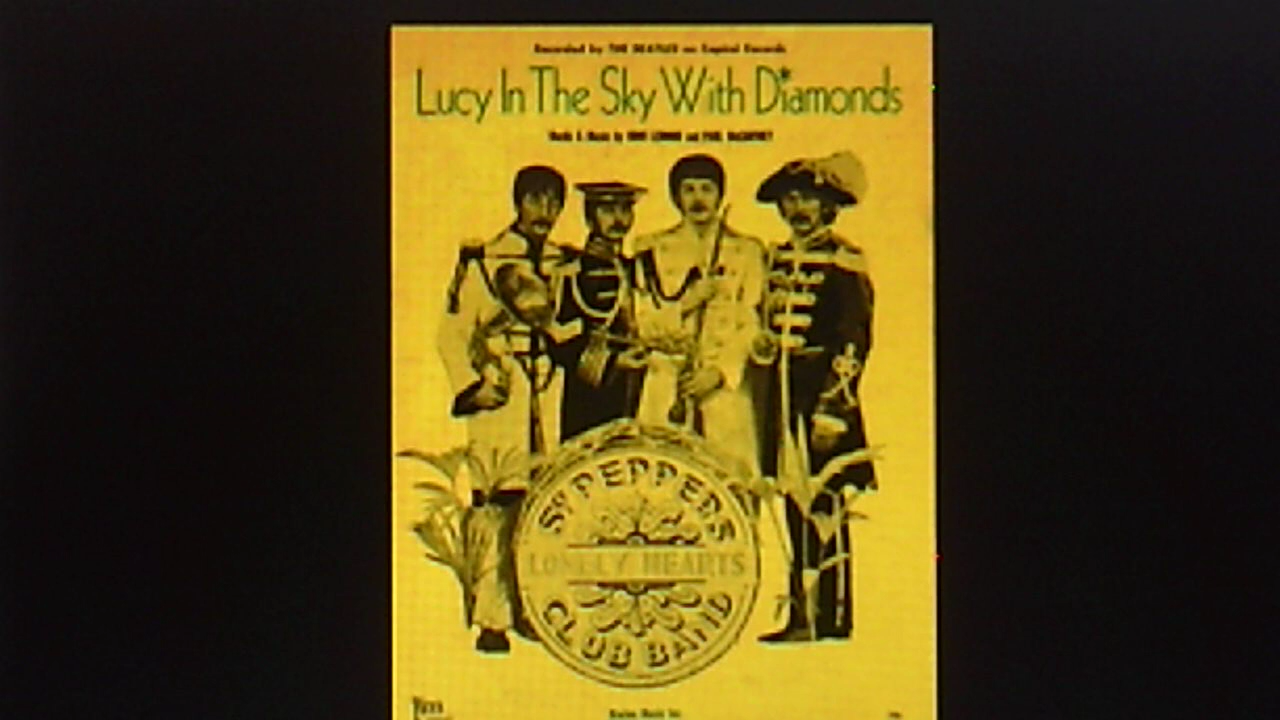 Recorded by THE BEATLES on Capitol Records
Lucy In The Sky With Diamonds
Words & Music by JOHN LENNON and PAUL McCARTNEY
SGT PEPPERS
LONELY HEARTS
CLUB BAND